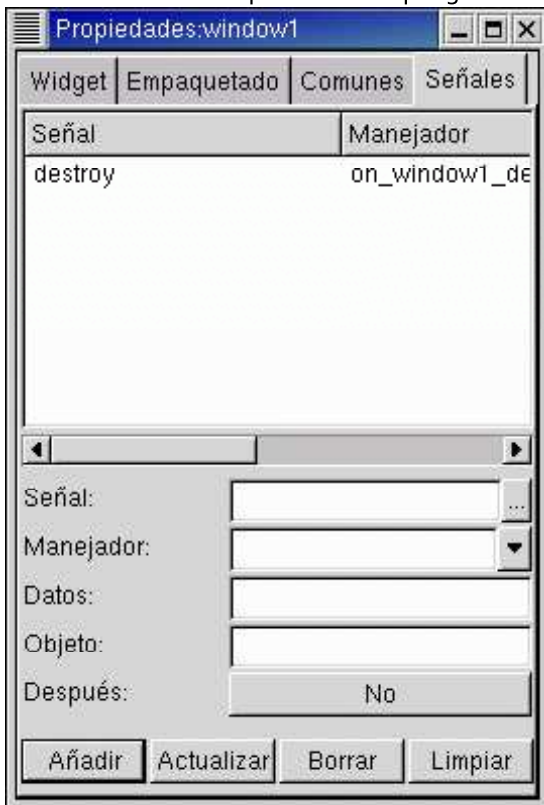 Propiedades:window1
Widget Empaquetado Comunes Señales
Señal Manejador
destroy on_window1_de
Señal: ...
Manejador:
Datos:
Objeto:
Después: No
Añadir Actualizar Borrar Limpiar